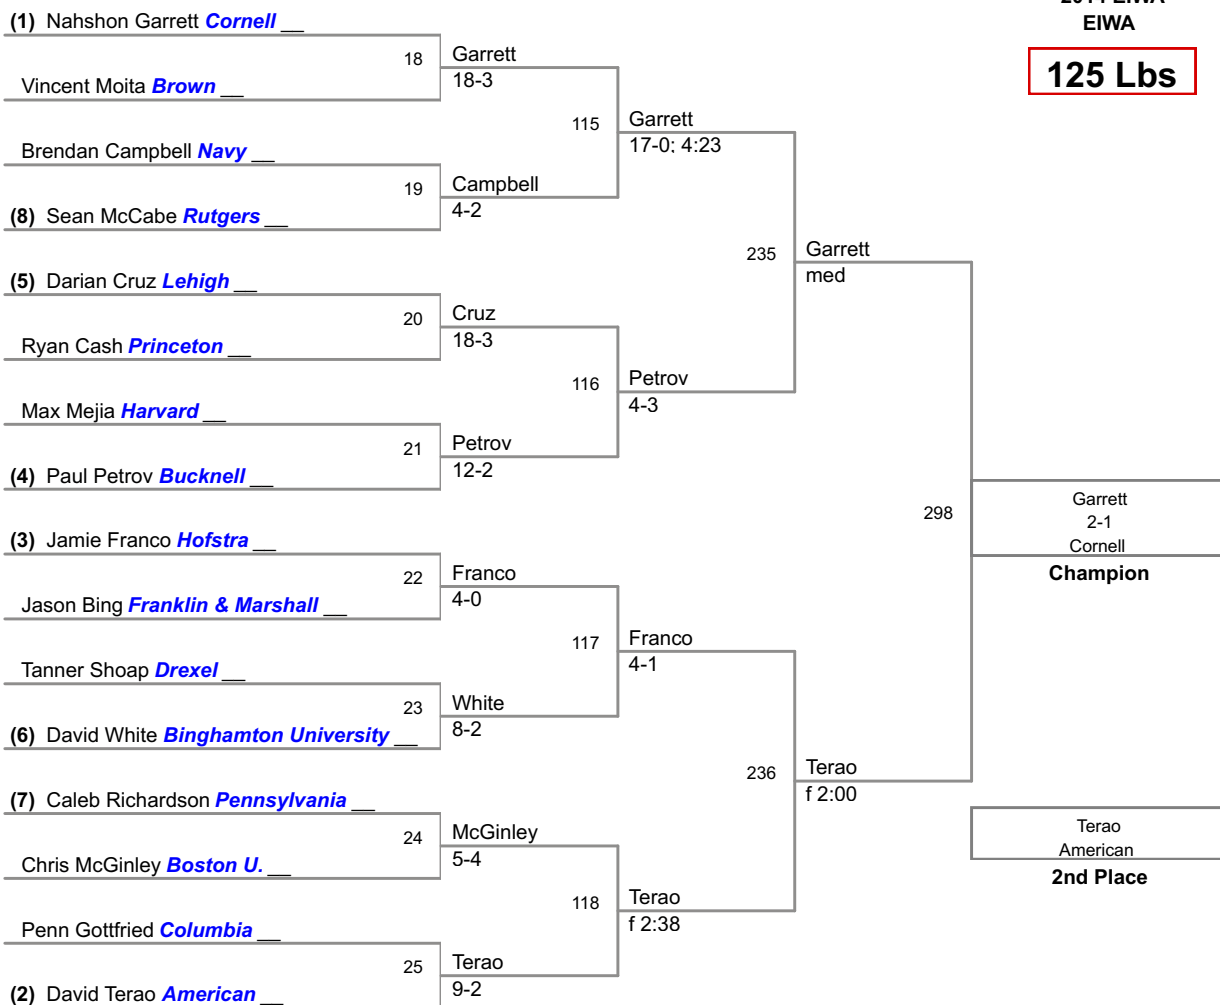 (1) Nahshon Garrett Cornell __
EIWA
18 Garrett
18-3
125 Lbs
Vincent Moita Brown __
115 Garrett
17-0; 4:23
Brendan Campbell Navy __
19 Campbell
4-2
(8) Sean McCabe Rutgers __
235 Garrett
med
(5) Darian Cruz Lehigh __
20 Cruz
18-3
Ryan Cash Princeton __
116 Petrov
4-3
Max Mejia Harvard __
21 Petrov
12-2
(4) Paul Petrov Bucknell __
298 Garrett
2-1
Cornell
Champion
(3) Jamie Franco Hofstra __
22 Franco
4-0
Jason Bing Franklin & Marshall __
117 Franco
4-1
Tanner Shoap Drexel __
23 White
8-2
(6) David White Binghamton University __
236 Terao
f 2:00
(7) Caleb Richardson Pennsylvania __
24 McGinley
5-4
Terao
American
2nd Place
Chris McGinley Boston U. __
118 Terao
f 2:38
Penn Gottfried Columbia __
25 Terao
9-2
(2) David Terao American __